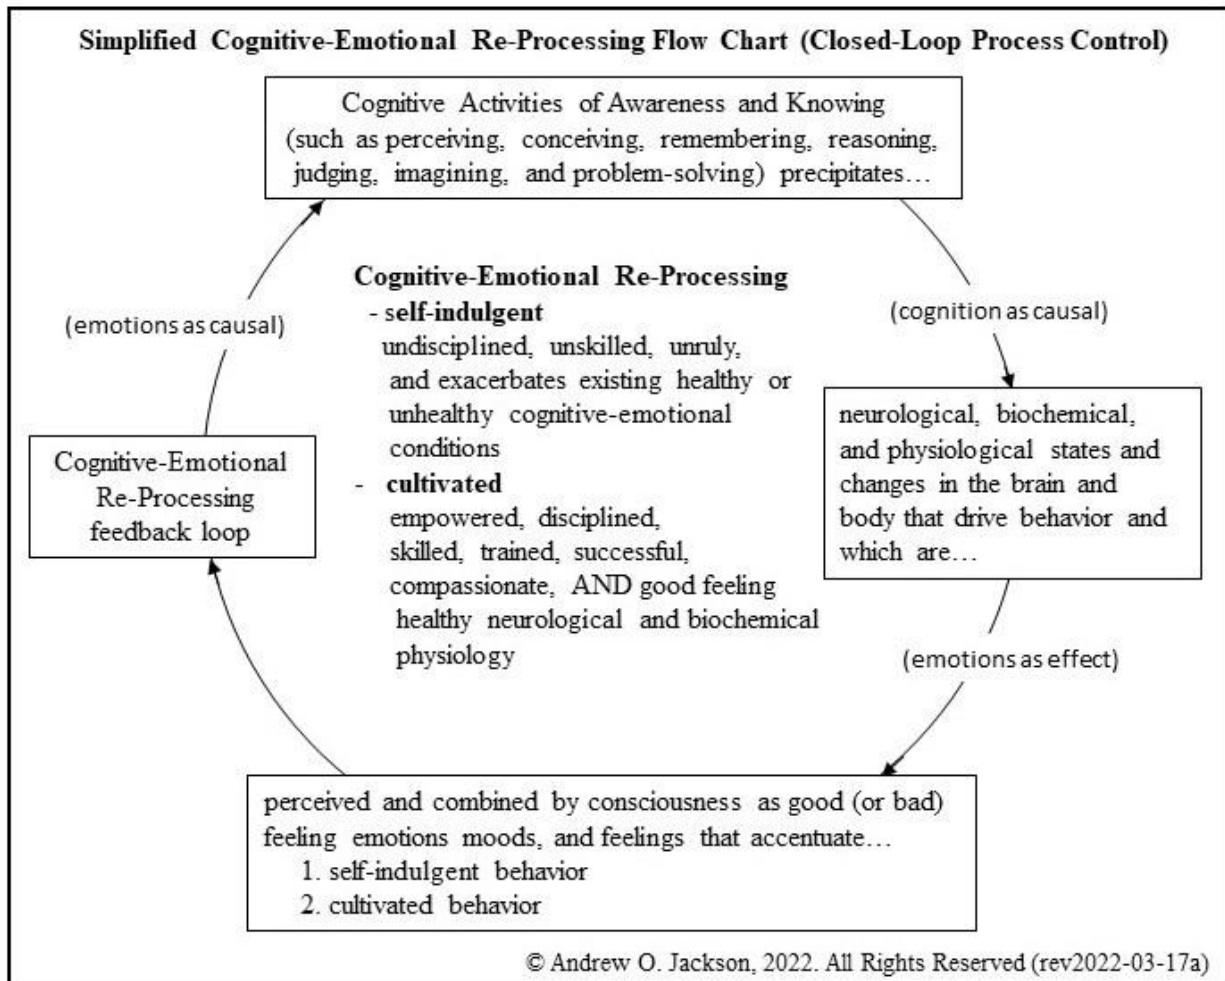 Simplified Cognitive-Emotional Re-Processing Flow Chart (Closed-Loop Process Control)
Cognitive Activities of Awareness and Knowing
(such as perceiving, conceiving, remembering, reasoning,
judging, imagining, and problem-solving) precipitates…
(cognition as causal)
neurological, biochemical,
and physiological states and
changes in the brain and
body that drive behavior and
which are…
(emotions as effect)
perceived and combined by consciousness as good (or bad)
feeling emotions moods, and feelings that accentuate…
1. self-indulgent behavior
2. cultivated behavior
Cognitive-Emotional
Re-Processing
feedback loop
(emotions as causal)
Cognitive-Emotional Re-Processing
- self-indulgent
undisciplined, unskilled, unruly,
and exacerbates existing healthy or
unhealthy cognitive-emotional
conditions
- cultivated
empowered, disciplined,
skilled, trained, successful,
compassionate, AND good feeling
healthy neurological and biochemical
physiology
© Andrew O. Jackson, 2022. All Rights Reserved (rev2022-03-17a)